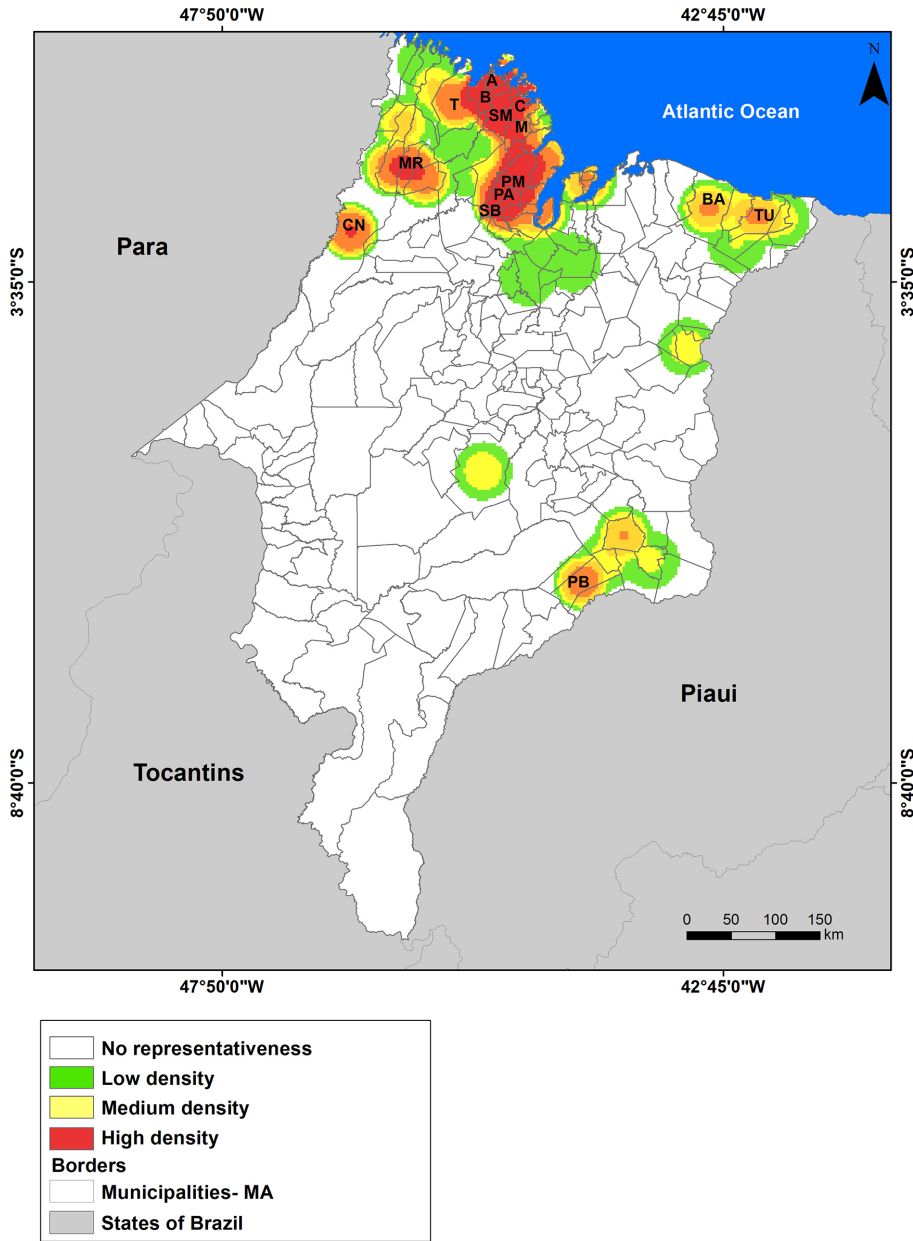 47°50'0"W 42°45'0"W
N
A
B
T
C
SM
M
Atlantic Ocean
MR
PM
PA
SB
BA
TU
CN
Para
3°35'0"S 3°35'0"S
PB
Piaui
Tocantins
8°40'0"S 8°40'0"S
0 50 100 150
km
47°50'0"W 42°45'0"W
No representativeness
Low density
Medium density
High density
Borders
Municipalities- MA
States of Brazil